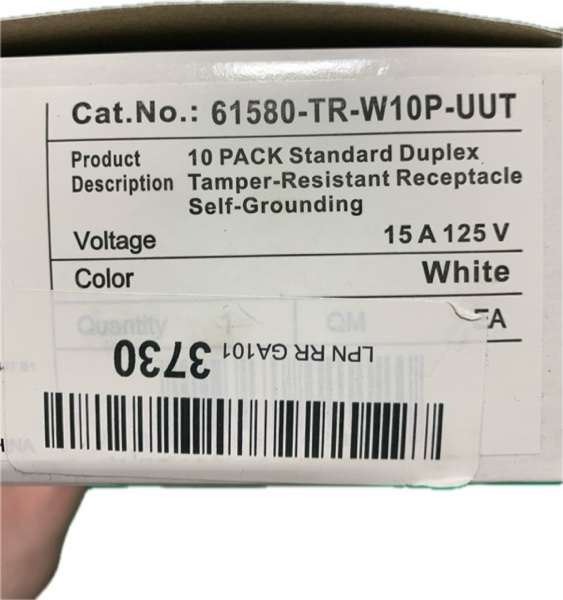 Cat.No.: 61580-TR-W10P-UUT
Product Description 10 PACK Standard Duplex
Tamper-Resistant Receptacle
Self-Grounding
Voltage 15 A 125 V
Color White
Quantity 1 QM EA
LPN RR GA101 3730